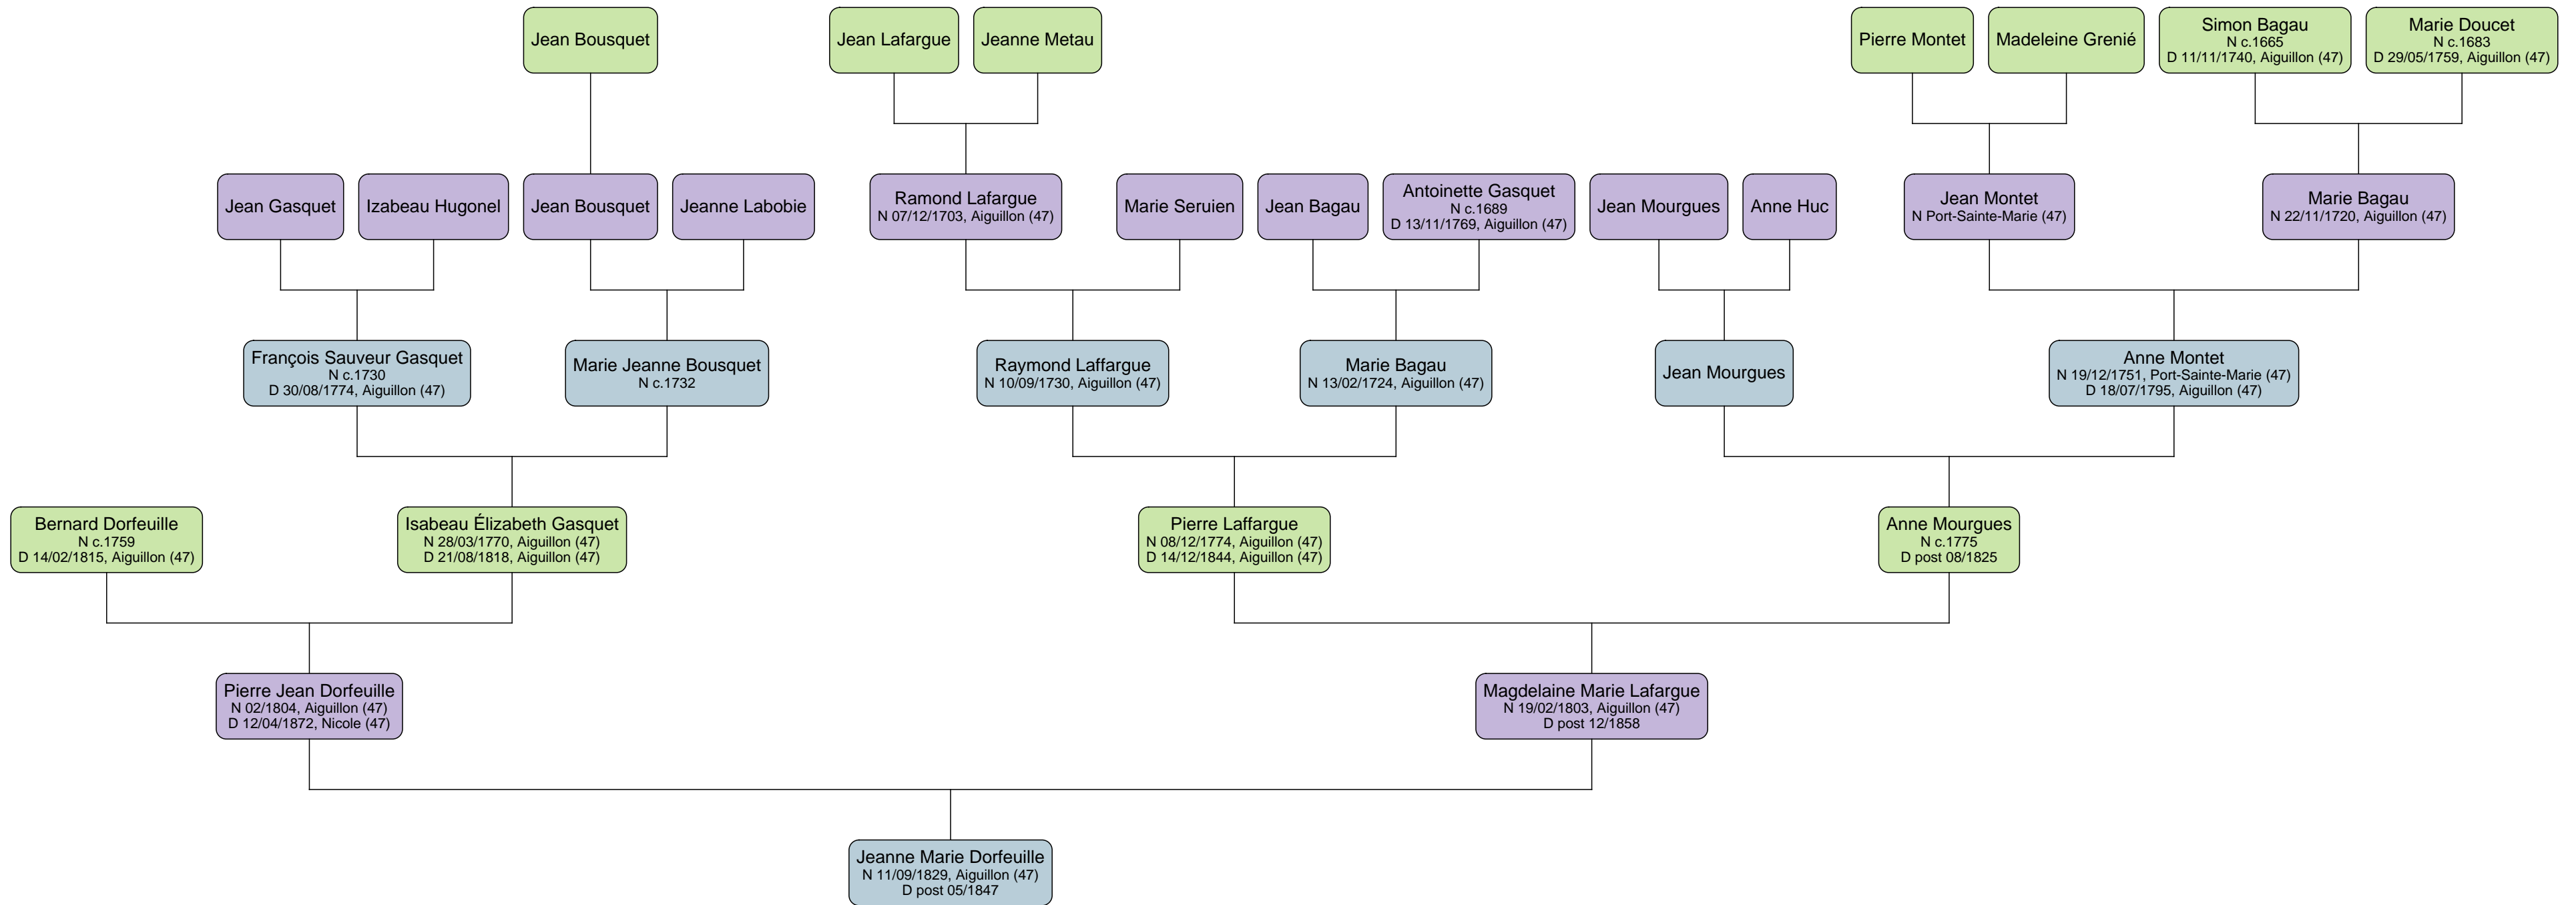 Jean Bousquet
Jean Lafargue
Jeanne Metau
Pierre Montet
Madeleine Grenié
Simon Bagau
N c.1665
D 11/11/1740, Aiguillon (47)
Marie Doucet
N c.1683
D 29/05/1759, Aiguillon (47)
Jean Gasquet
Izabeau Hugonel
Jean Bousquet
Jeanne Labobie
Ramond Lafargue
N 07/12/1703, Aiguillon (47)
Marie Seruien
Jean Bagau
Antoinette Gasquet
N c.1689
D 13/11/1769, Aiguillon (47)
Jean Mourgues
Anne Huc
Jean Montet
N Port-Sainte-Marie (47)
Marie Bagau
N 22/11/1720, Aiguillon (47)
François Sauveur Gasquet
N c.1730
D 30/08/1774, Aiguillon (47)
Marie Jeanne Bousquet
N c.1732
Raymond Laffargue
N 10/09/1730, Aiguillon (47)
Marie Bagau
N 13/02/1724, Aiguillon (47)
Jean Mourgues
Anne Montet
N 19/12/1751, Port-Sainte-Marie (47)
D 18/07/1795, Aiguillon (47)
Bernard Dorfeuille
N c.1759
D 14/02/1815, Aiguillon (47)
Isabeau Élizabeth Gasquet
N 28/03/1770, Aiguillon (47)
D 21/08/1818, Aiguillon (47)
Pierre Laffargue
N 08/12/1774, Aiguillon (47)
D 14/12/1844, Aiguillon (47)
Anne Mourgues
N c.1775
D post 08/1825
Pierre Jean Dorfeuille
N 02/1804, Aiguillon (47)
D 12/04/1872, Nicole (47)
Magdelaine Marie Lafargue
N 19/02/1803, Aiguillon (47)
D post 12/1858
Jeanne Marie Dorfeuille
N 11/09/1829, Aiguillon (47)
D post 05/1847